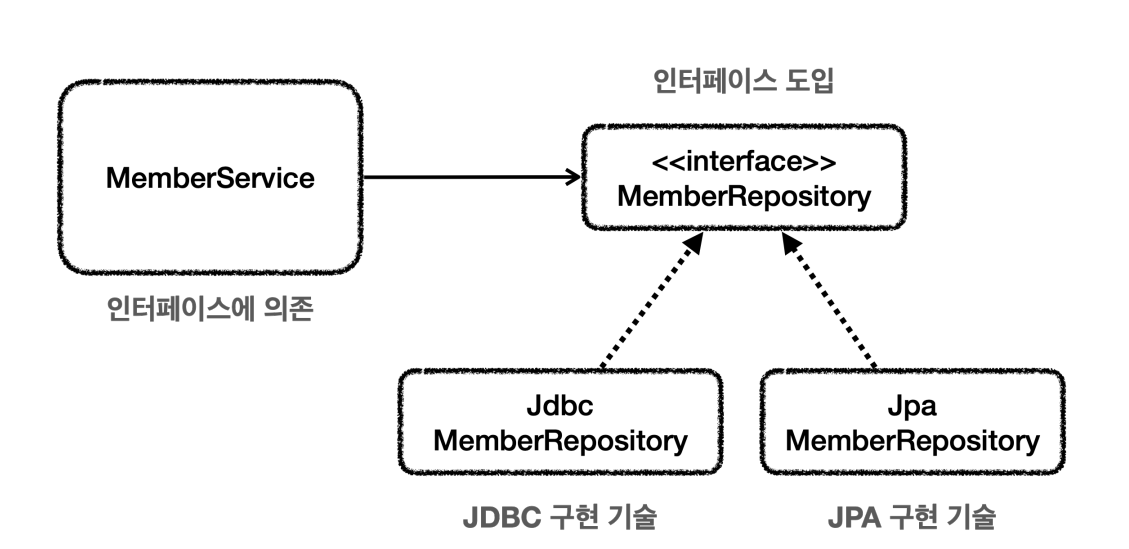 인터페이스 도입
<<interface>>
MemberRepository
MemberService
인터페이스에 의존
Jdbc
MemberRepository
Jpa
MemberRepository
JDBC 구현 기술
JPA 구현 기술